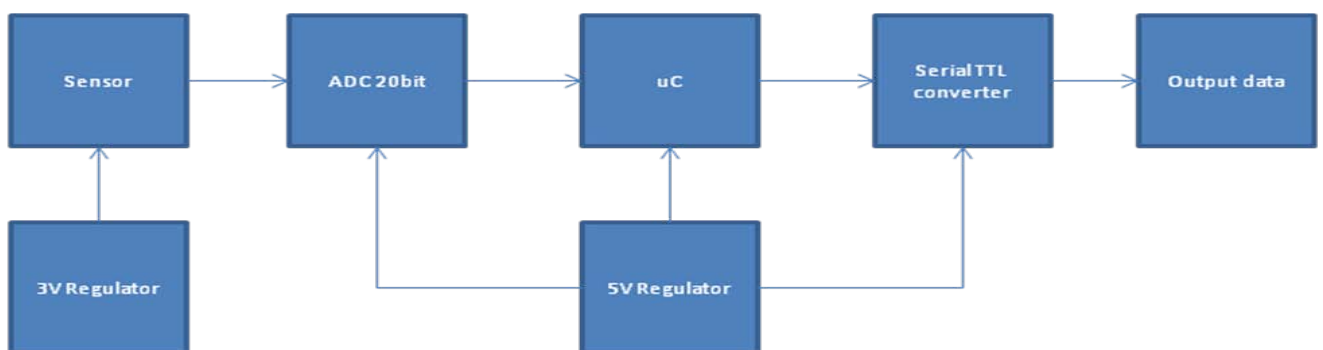 Sensor
ADC 20bit
uC
Serial TTL
converter
Output data
3V Regulator
5V Regulator